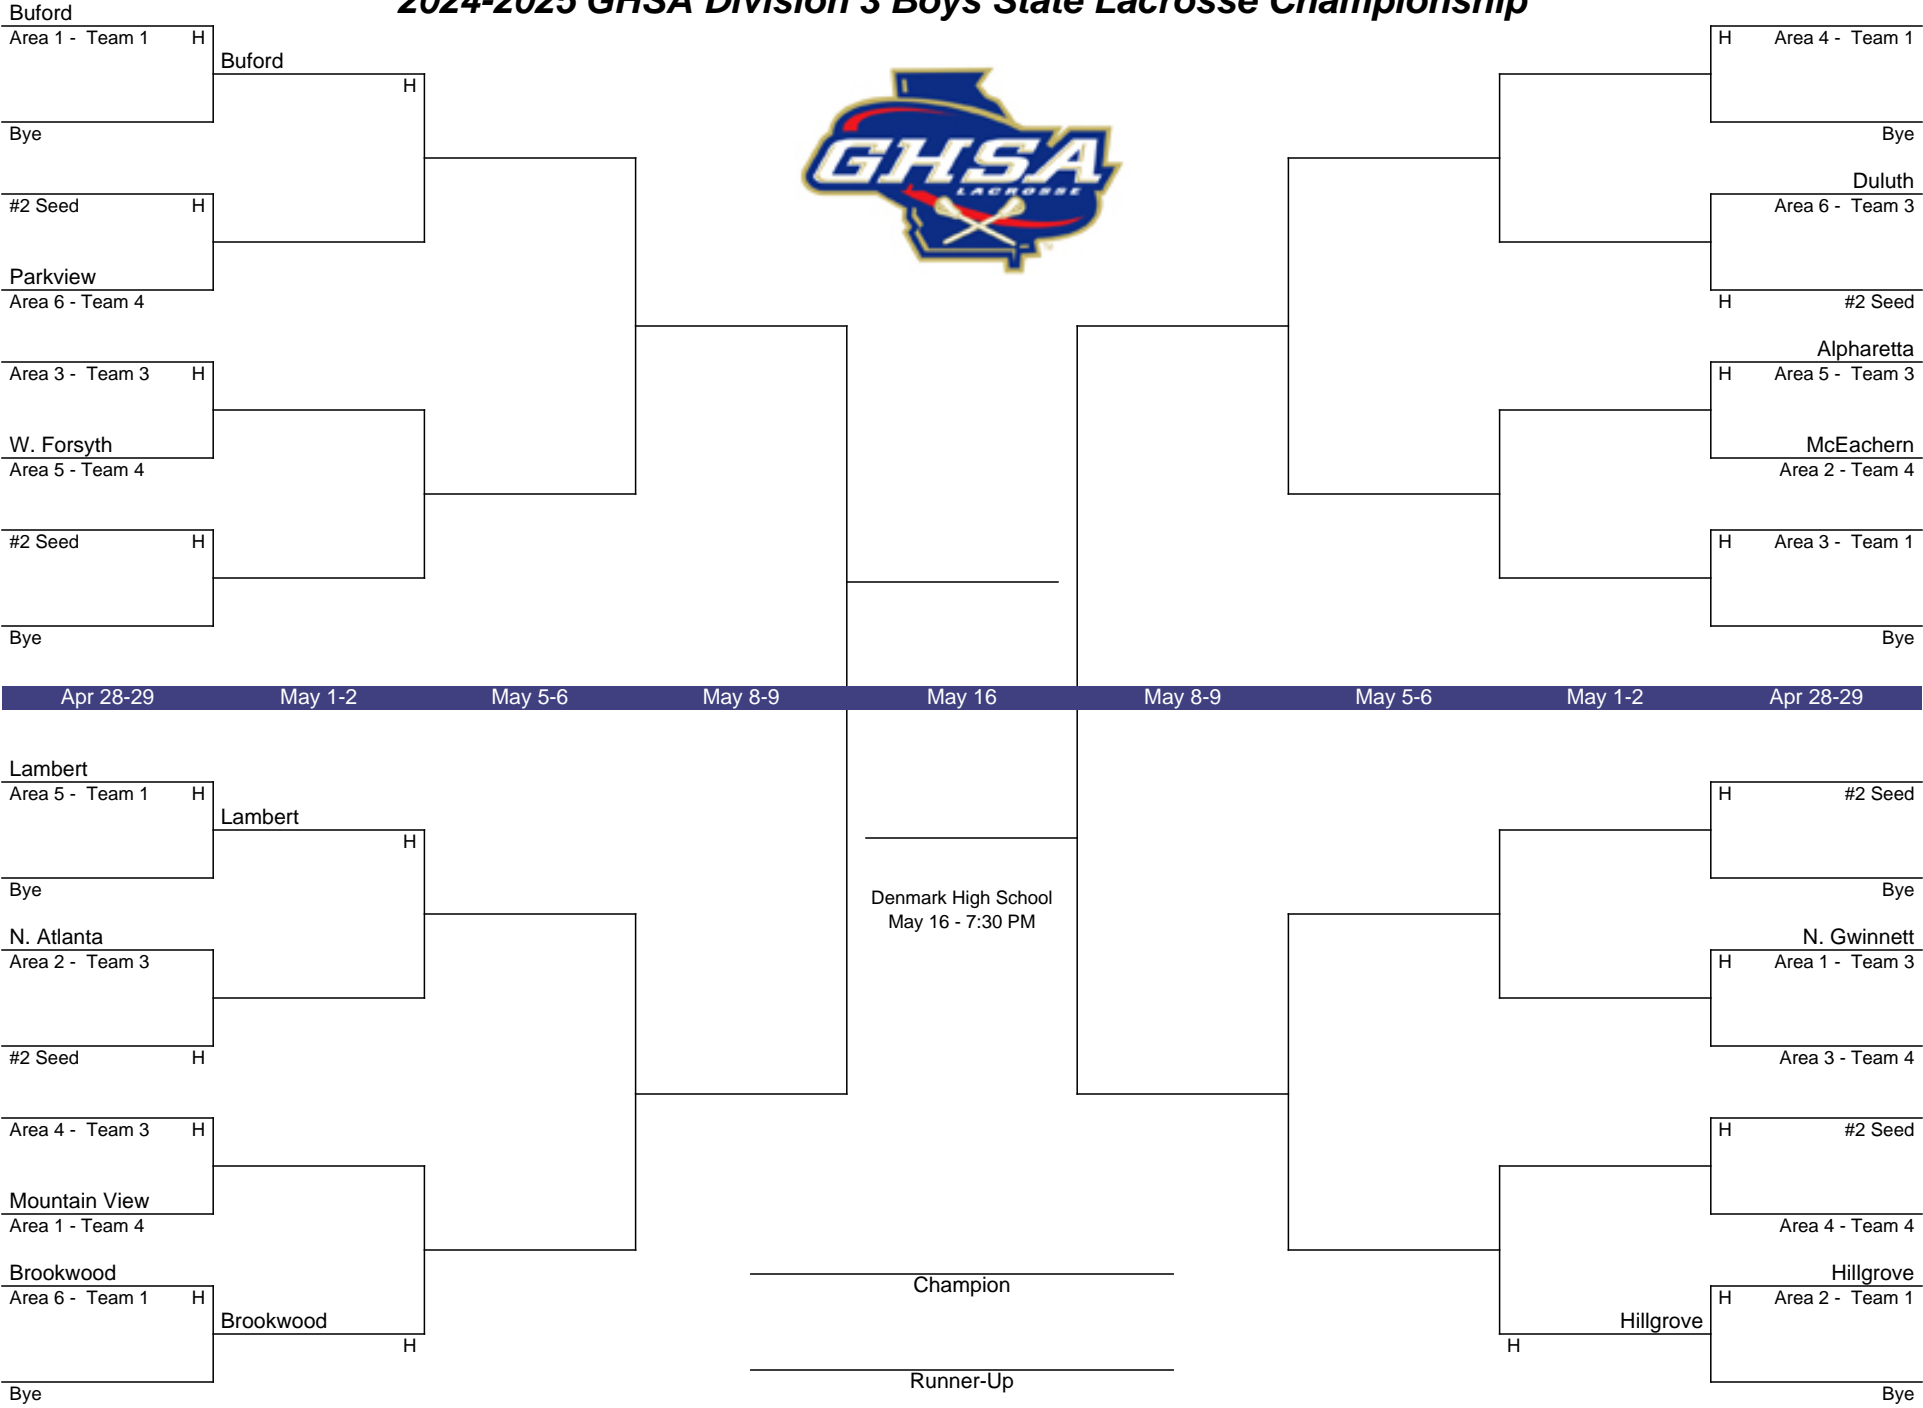 2024-2025 GHSA Division 3 Boys State Lacrosse Championship
Buford
Area 1 - Team 1 H
Buford
H
Bye
#2 Seed H
Parkview
Area 6 - Team 4
Area 3 - Team 3 H
W. Forsyth
Area 5 - Team 4
#2 Seed H
Bye
GHSA
LACROSSE
H Area 4 - Team 1
Bye
Duluth
Area 6 - Team 3
H #2 Seed
Alpharetta
H Area 5 - Team 3
McEachern
Area 2 - Team 4
H Area 3 - Team 1
Bye
Apr 28-29 May 1-2 May 5-6 May 8-9 May 16 May 8-9 May 5-6 May 1-2 Apr 28-29
Lambert
Area 5 - Team 1 H
Lambert
H
Bye
N. Atlanta
Area 2 - Team 3
#2 Seed H
Area 4 - Team 3 H
Mountain View
Area 1 - Team 4
Brookwood
Area 6 - Team 1 H
Brookwood
H
Bye
Denmark High School
May 16 - 7:30 PM
Champion
Runner-Up
H #2 Seed
Bye
N. Gwinnett
H Area 1 - Team 3
Area 3 - Team 4
H #2 Seed
Area 4 - Team 4
Hillgrove
H Area 2 - Team 1
Hillgrove
H
Bye